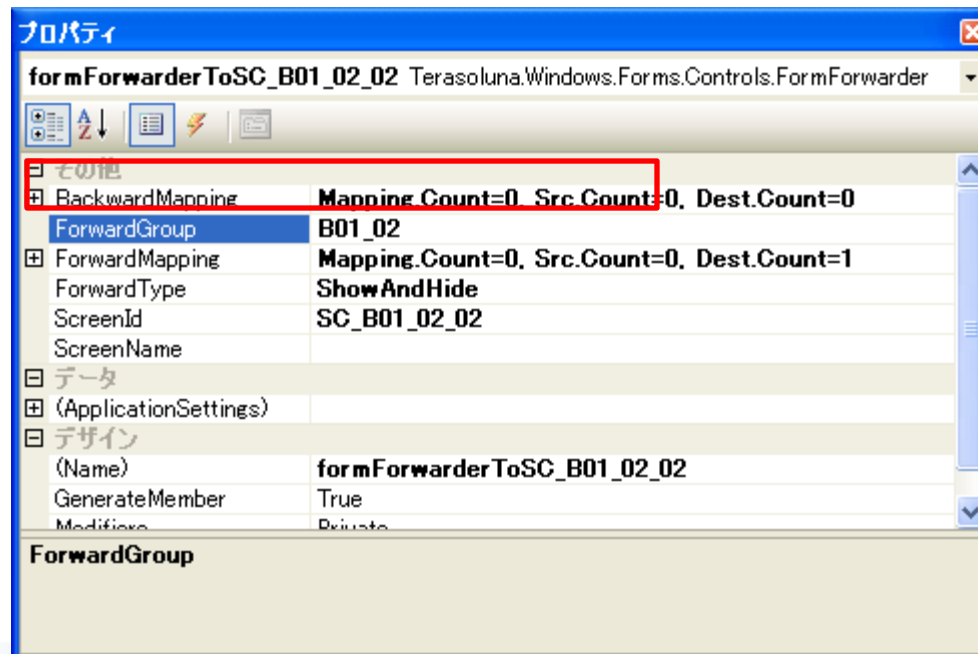 プロパティ
formForwarderToSC_B01_02_02 Terasoluna.Windows.Forms.Controls.FormForwarder
その他
BackwardMapping Mapping.Count=0, Src.Count=0, Dest.Count=0
ForwardGroup B01_02
ForwardMapping Mapping.Count=0, Src.Count=0, Dest.Count=1
ForwardType ShowAndHide
ScreenId SC_B01_02_02
ScreenName
データ
(ApplicationSettings)
デザイン
(Name) formForwarderToSC_B01_02_02
GenerateMember True
Modifiers Private
ForwardGroup